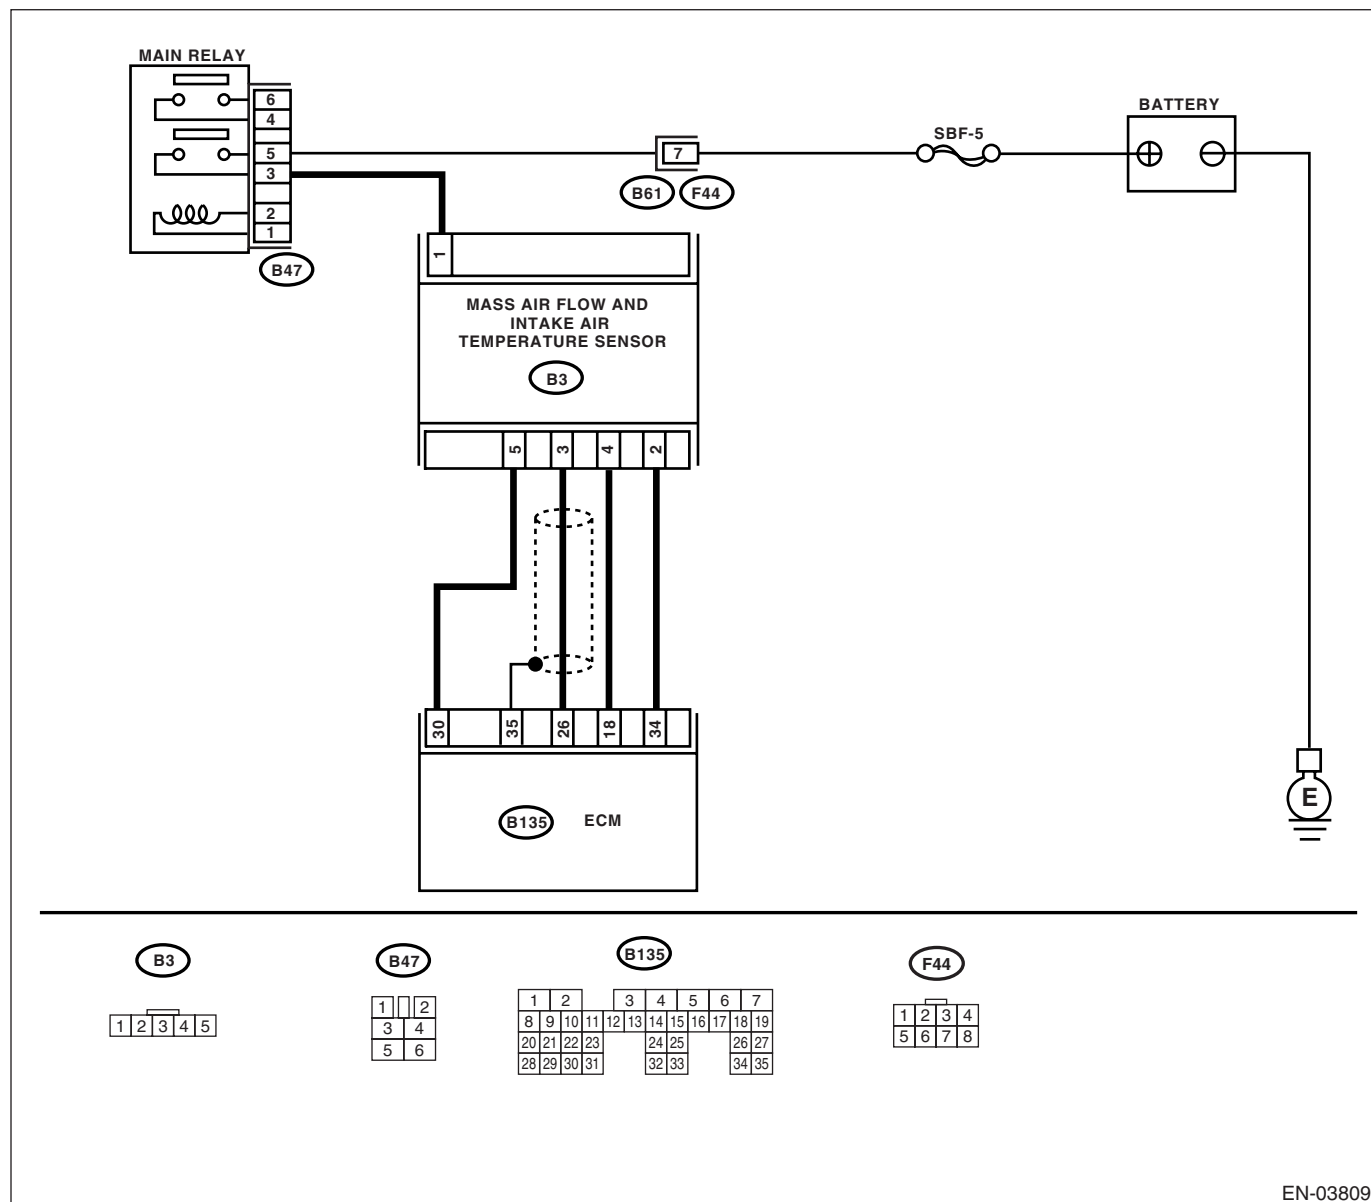 MAIN RELAY
6
4
5
3
2
1
B47
7
B61 F44
SBF-5
BATTERY
E
1
MASS AIR FLOW AND
INTAKE AIR
TEMPERATURE SENSOR
B3
5 3 4 2
30 35 26 18 34
B135 ECM
B3
1 2 3 4 5
B47
1 2
3 4
5 6
B135
1 2 3 4 5 6 7
8 9 10 11 12 13 14 15 16 17 18 19
20 21 22 23 24 25 26 27
28 29 30 31 32 33 34 35
F44
1 2 3 4
5 6 7 8
EN-03809